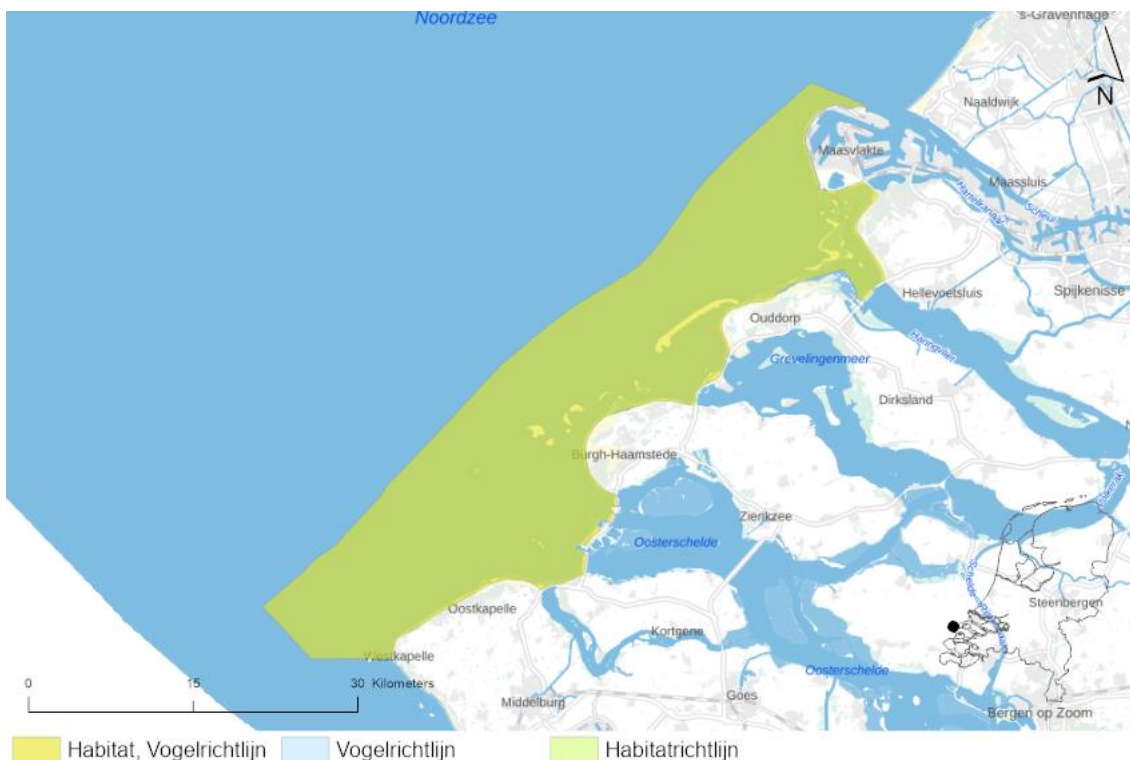 Noordzee
's-Gravenhage
Naaldwijk
N
Maasvlakte
Maassluis
Hartelkanaal
Scheur
Hellevoetsluis
Spijkenisse
Ouddorp
Haringvliet
Grevelingenmeer
Dirksland
Burgh-Haamstede
Volkerak
Zierikzee
Oosterschelde
Steenbergen
Oostkapelle
Kortgene
Westkapelle
Oosterschelde
0 15 30 Kilometers
Middelburg
Goes
Bergen op Zoom
Habitat, Vogelrichtlijn Vogelrichtlijn Habitatrichtlijn